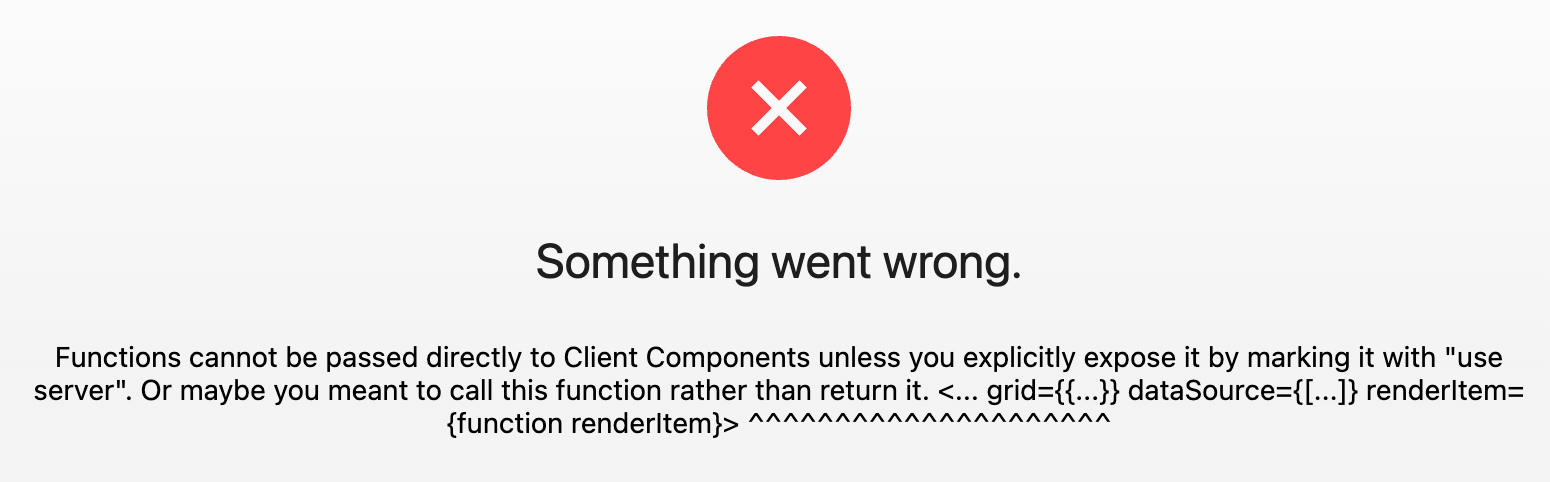 Something went wrong.
Functions cannot be passed directly to Client Components unless you explicitly expose it by marking it with "use
server". Or maybe you meant to call this function rather than return it. <... grid={{...}} dataSource={[...]} renderItem=
{function renderItem}> ^^^^^^^^^^^^^^^^^^^^^